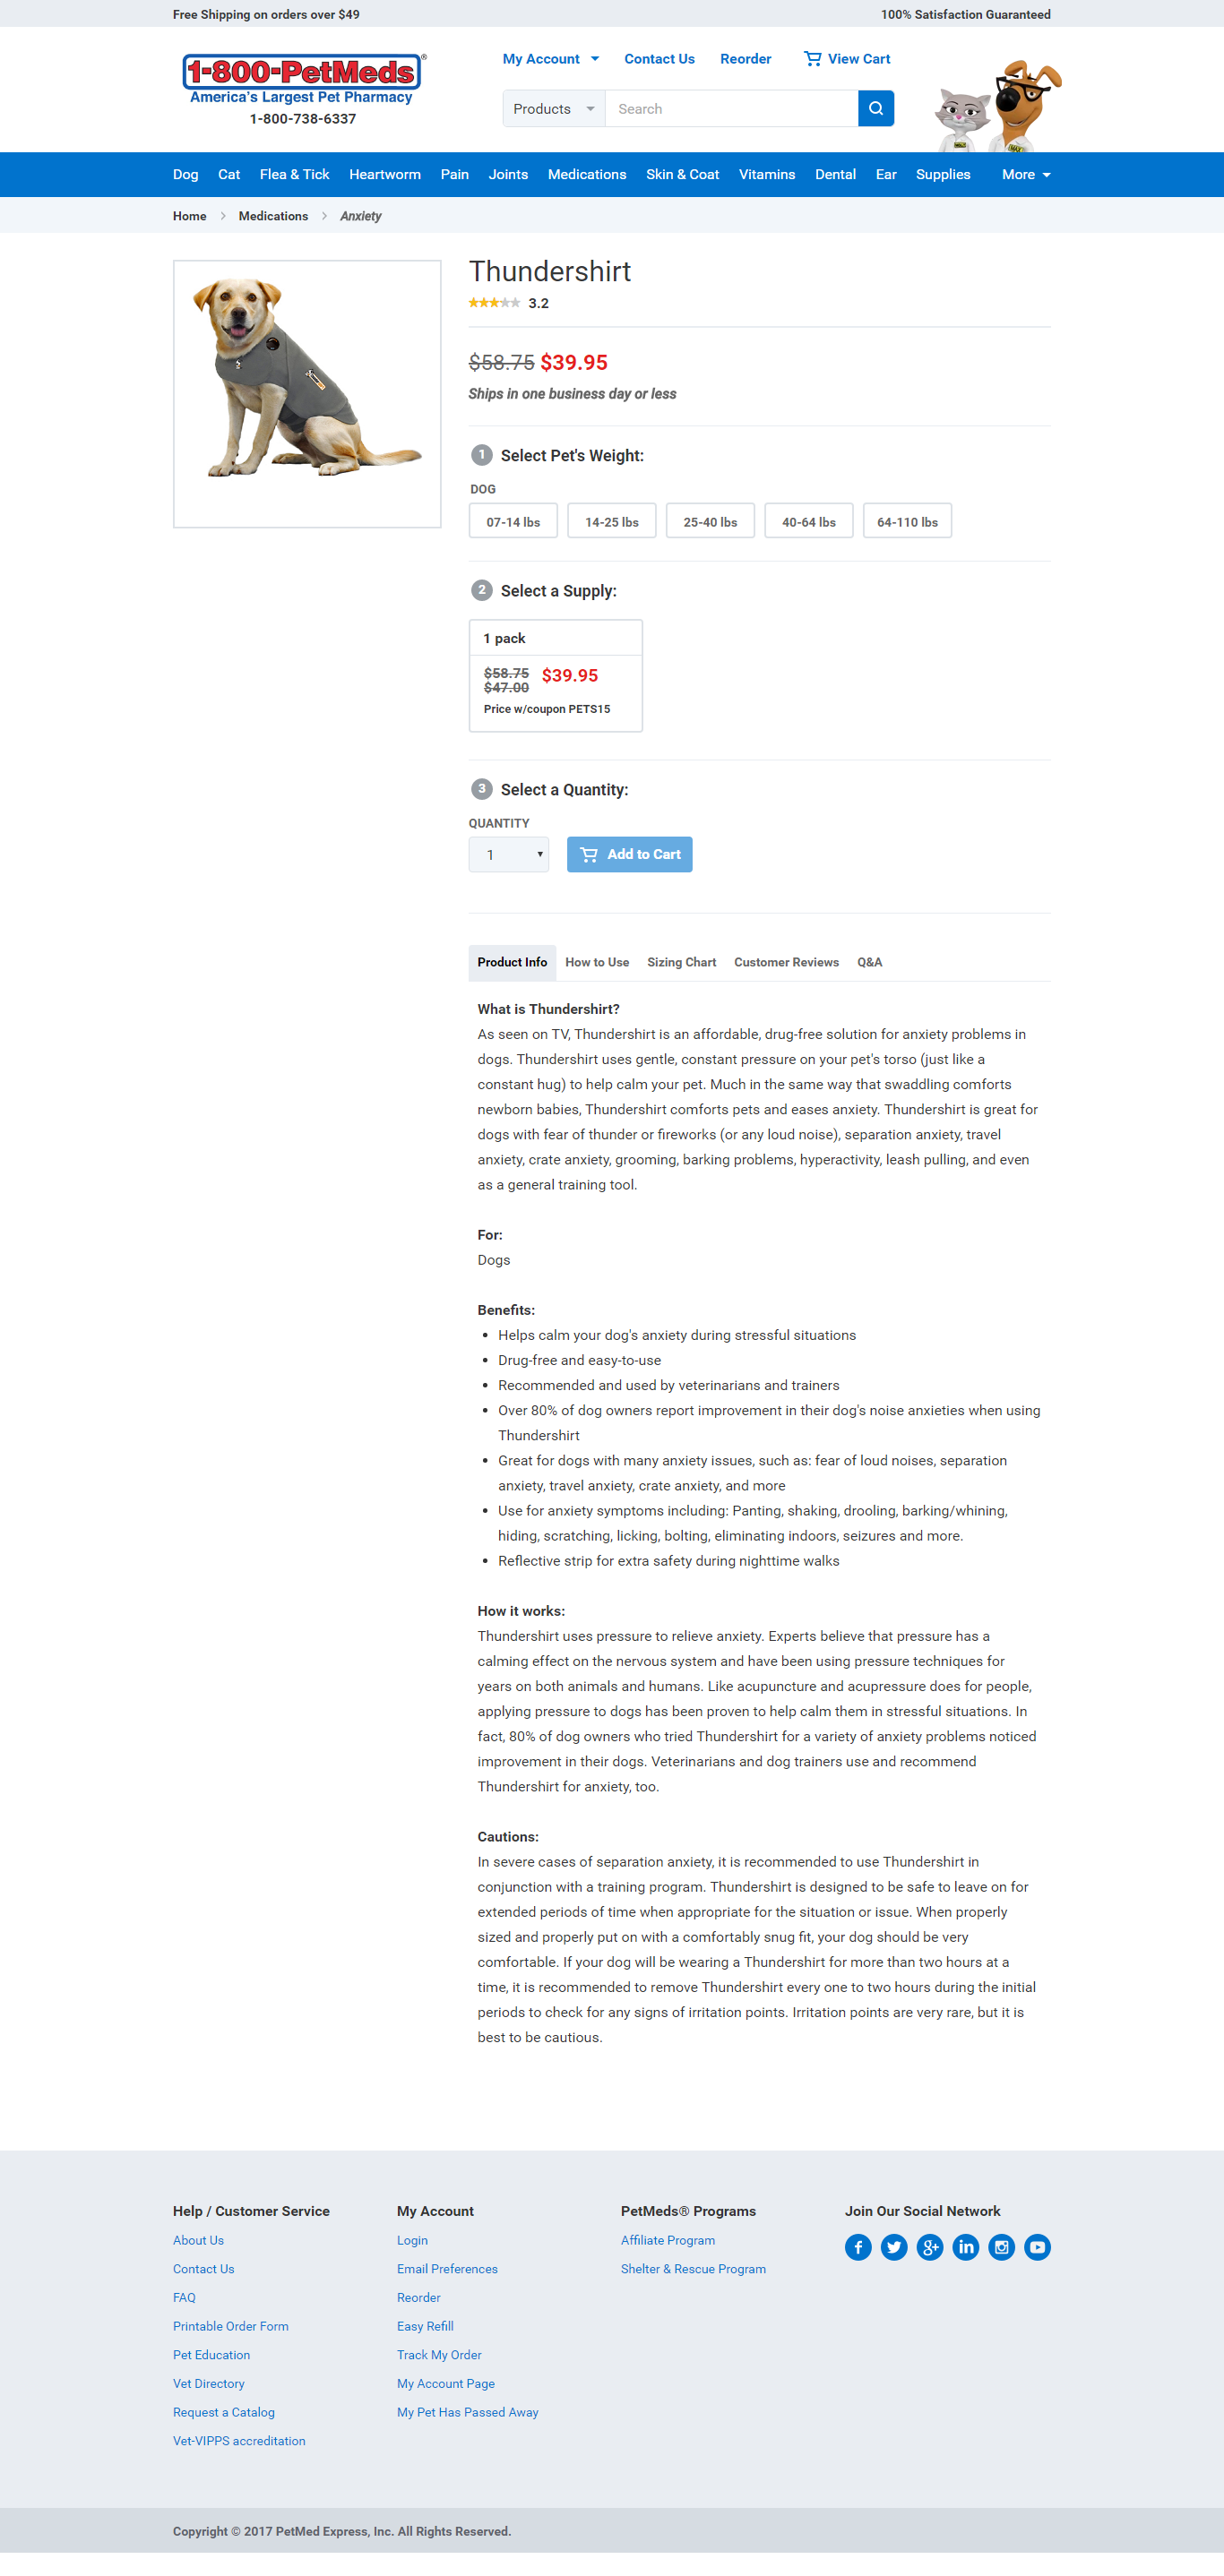 Free Shipping on orders over $49
100% Satisfaction Guaranteed
1-800-PetMeds®
America's Largest Pet Pharmacy
1-800-738-6337
My Account
Contact Us
Reorder
View Cart
Products
Search
MAX
Dog
Cat
Flea & Tick
Heartworm
Pain
Joints
Medications
Skin & Coat
Vitamins
Dental
Ear
Supplies
More
Home
Medications
Anxiety
Thundershirt
3.2
$58.75 $39.95
Ships in one business day or less
1 Select Pet's Weight:
DOG
07-14 lbs
14-25 lbs
25-40 lbs
40-64 lbs
64-110 lbs
2 Select a Supply:
1 pack
$58.75 $39.95
$47.00
Price w/coupon PETS15
3 Select a Quantity:
QUANTITY
1
Add to Cart
Product Info
How to Use
Sizing Chart
Customer Reviews
Q&A
What is Thundershirt?
As seen on TV, Thundershirt is an affordable, drug-free solution for anxiety problems in
dogs. Thundershirt uses gentle, constant pressure on your pet's torso (just like a
constant hug) to help calm your pet. Much in the same way that swaddling comforts
newborn babies, Thundershirt comforts pets and eases anxiety. Thundershirt is great for
dogs with fear of thunder or fireworks (or any loud noise), separation anxiety, travel
anxiety, crate anxiety, grooming, barking problems, hyperactivity, leash pulling, and even
as a general training tool.
For:
Dogs
Benefits:
• Helps calm your dog's anxiety during stressful situations
• Drug-free and easy-to-use
• Recommended and used by veterinarians and trainers
• Over 80% of dog owners report improvement in their dog's noise anxieties when using
Thundershirt
• Great for dogs with many anxiety issues, such as: fear of loud noises, separation
anxiety, travel anxiety, crate anxiety, and more
• Use for anxiety symptoms including: Panting, shaking, drooling, barking/whining,
hiding, scratching, licking, bolting, eliminating indoors, seizures and more.
• Reflective strip for extra safety during nighttime walks
How it works:
Thundershirt uses pressure to relieve anxiety. Experts believe that pressure has a
calming effect on the nervous system and have been using pressure techniques for
years on both animals and humans. Like acupuncture and acupressure does for people,
applying pressure to dogs has been proven to help calm them in stressful situations. In
fact, 80% of dog owners who tried Thundershirt for a variety of anxiety problems noticed
improvement in their dogs. Veterinarians and dog trainers use and recommend
Thundershirt for anxiety, too.
Cautions:
In severe cases of separation anxiety, it is recommended to use Thundershirt in
conjunction with a training program. Thundershirt is designed to be safe to leave on for
extended periods of time when appropriate for the situation or issue. When properly
sized and properly put on with a comfortably snug fit, your dog should be very
comfortable. If your dog will be wearing a Thundershirt for more than two hours at a
time, it is recommended to remove Thundershirt every one to two hours during the initial
periods to check for any signs of irritation points. Irritation points are very rare, but it is
best to be cautious.
Help / Customer Service
About Us
Contact Us
FAQ
Printable Order Form
Pet Education
Vet Directory
Request a Catalog
Vet-VIPPS accreditation
My Account
Login
Email Preferences
Reorder
Easy Refill
Track My Order
My Account Page
My Pet Has Passed Away
PetMeds® Programs
Affiliate Program
Shelter & Rescue Program
Join Our Social Network
Copyright © 2017 PetMed Express, Inc. All Rights Reserved.